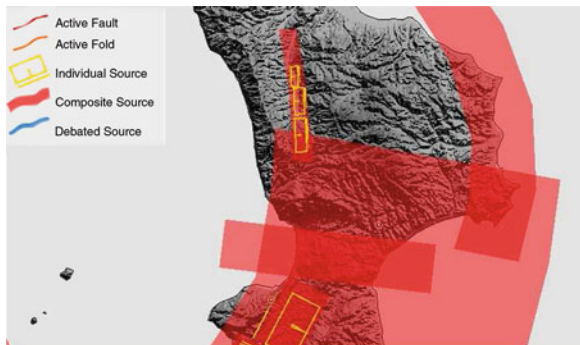 Active Fault
Active Fold
Individual Source
Composite Source
Debated Source